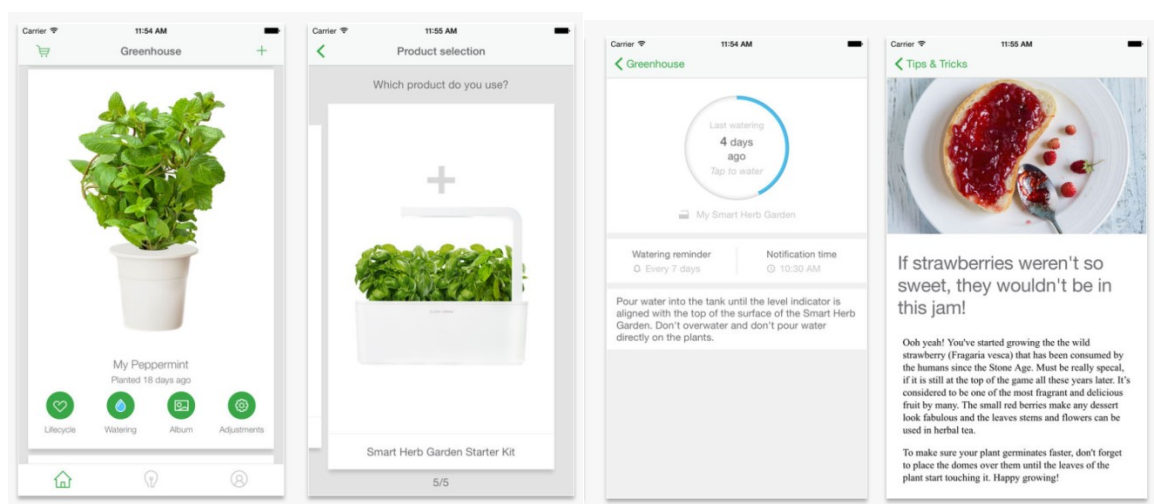 Carrier 11:54 AM
Greenhouse
My Peppermint
Planted 18 days ago
Lifecycle Watering Album Adjustments
Carrier 11:55 AM
Product selection
Which product do you use?
Smart Herb Garden Starter Kit
5/5
Carrier 11:54 AM
Greenhouse
Last watering
4 days
ago
Tap to water
My Smart Herb Garden
Watering reminder Notification time
Every 7 days 10:30 AM
Pour water into the tank until the level indicator is
aligned with the top of the surface of the Smart Herb
Garden. Don't overwater and don't pour water
directly on the plants.
Carrier 11:55 AM
Tips & Tricks
If strawberries weren't so
sweet, they wouldn't be in
this jam!
Ooh yeah! You've started growing the the wild
strawberry (Fragaria vesca) that has been consumed by
the humans since the Stone Age. Must be really specal,
if it is still at the top of the game all these years later. It's
considered to be one of the most fragrant and delicious
fruit by many. The small red berries make any dessert
look fabulous and the leaves stems and flowers can be
used in herbal tea.
To make sure your plant germinates faster, don't forget
to place the domes over them until the leaves of the
plant start touching it. Happy growing!